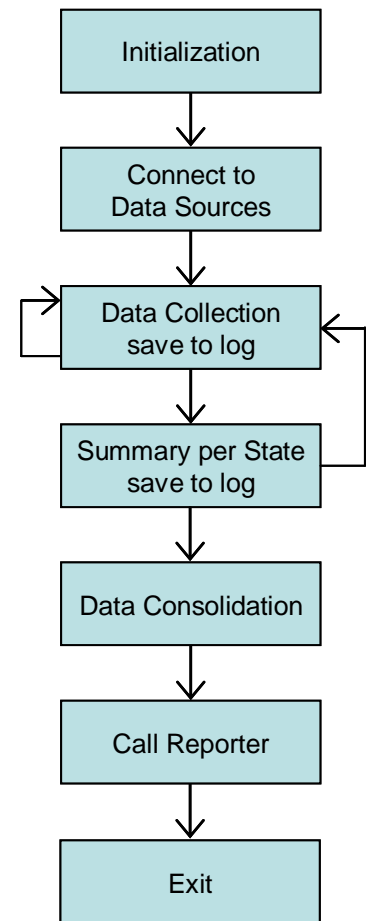 Initialization
Connect to
Data Sources
Data Collection
save to log
Summary per State
save to log
Data Consolidation
Call Reporter
Exit